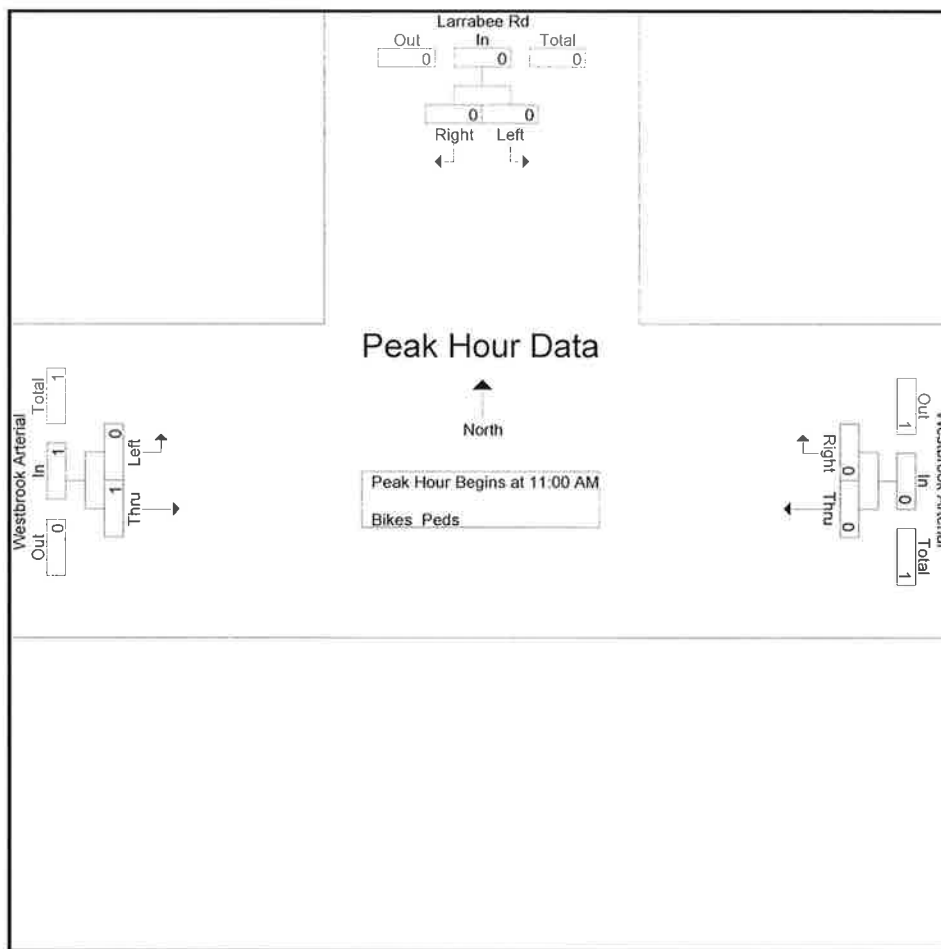 Larrabee Rd
Out In Total
0 0 0
0 0
Right Left
Peak Hour Data
North
Peak Hour Begins at 11:00 AM
Bikes Peds
Westbrook Arterial
Out In Total
0 1 1
Thru Left
1 0
Out In Total
1 0 1
Right Thru
0 0